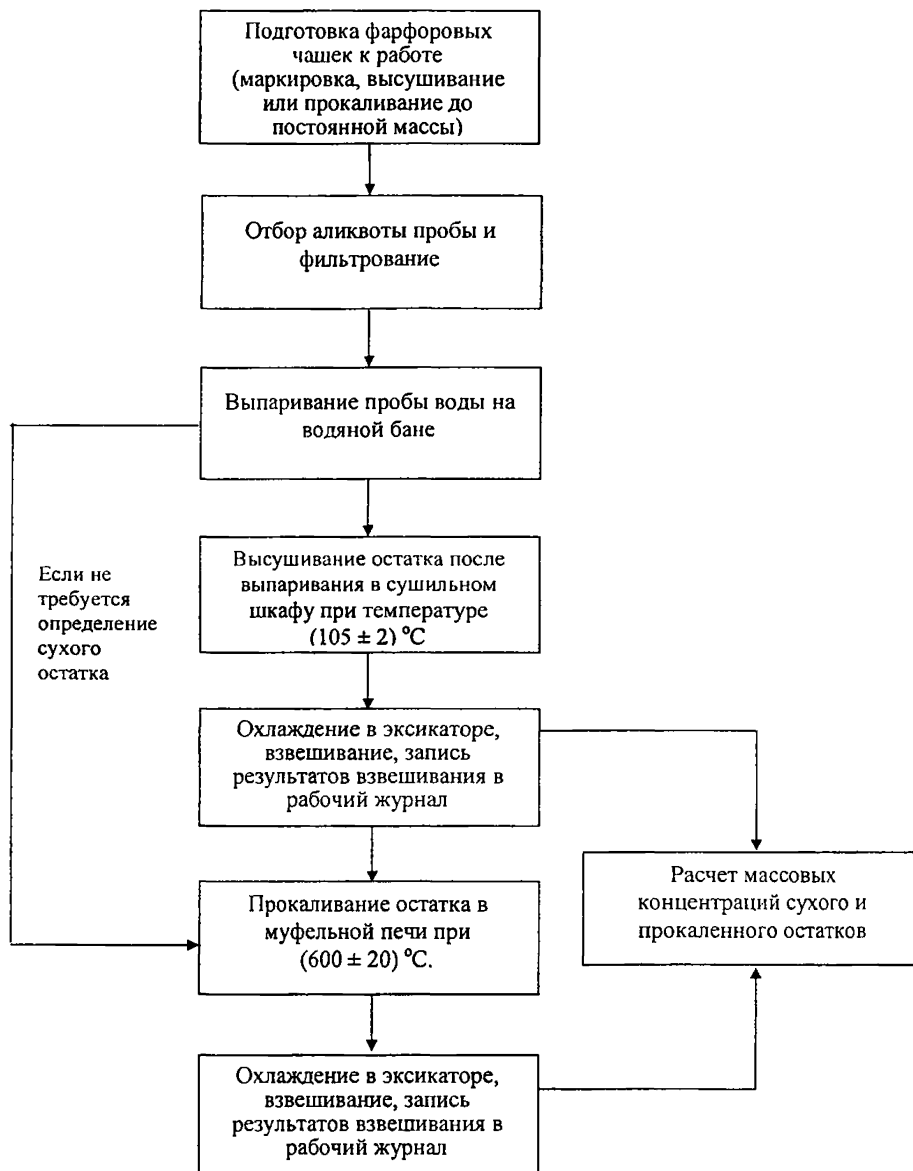 Подготовка фарфоровых
чашек к работе
(маркировка, высушивание
или прокаливание до
постоянной массы)
Отбор аликвоты пробы и
фильтрование
Выпаривание пробы воды на
водяной бане
Если не
требуется
определение
сухого
остатка
Высушивание остатка после
выпаривания в сушильном
шкафу при температуре
(105 ± 2) °С
Охлаждение в эксикаторе,
взвешивание, запись
результатов взвешивания в
рабочий журнал
Прокаливание остатка в
муфельной печи при
(600 ± 20) °С.
Расчет массовых
концентраций сухого и
прокаленного остатков
Охлаждение в эксикаторе,
взвешивание, запись
результатов взвешивания в
рабочий журнал